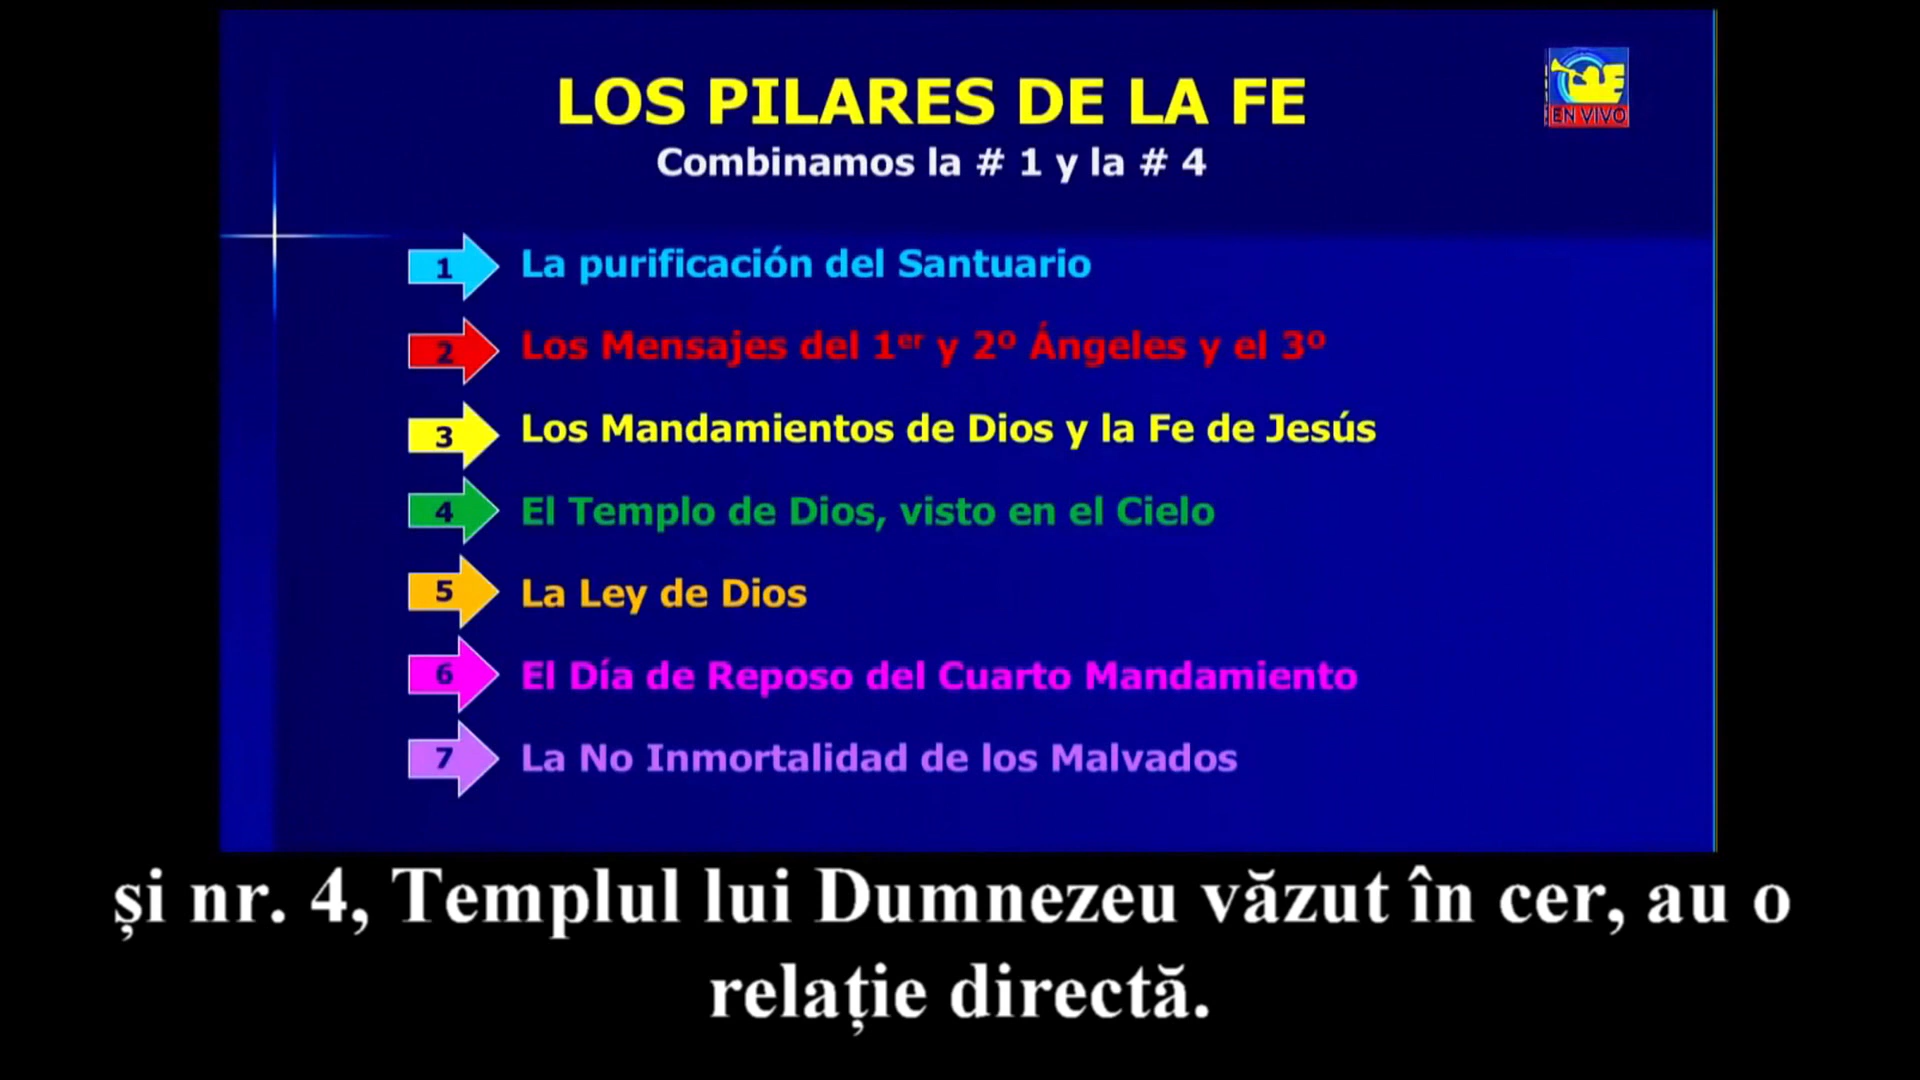 LOS PILARES DE LA FE
EN VIVO
Combinamos la # 1 y la # 4
1 La purificación del Santuario
2 Los Mensajes del 1er y 2º Ángeles y el 3º
3 Los Mandamientos de Dios y la Fe de Jesús
4 El Templo de Dios, visto en el Cielo
5 La Ley de Dios
6 El Día de Reposo del Cuarto Mandamiento
7 La No Inmortalidad de los Malvados
și nr. 4, Templul lui Dumnezeu văzut în cer, au o
relație directă.